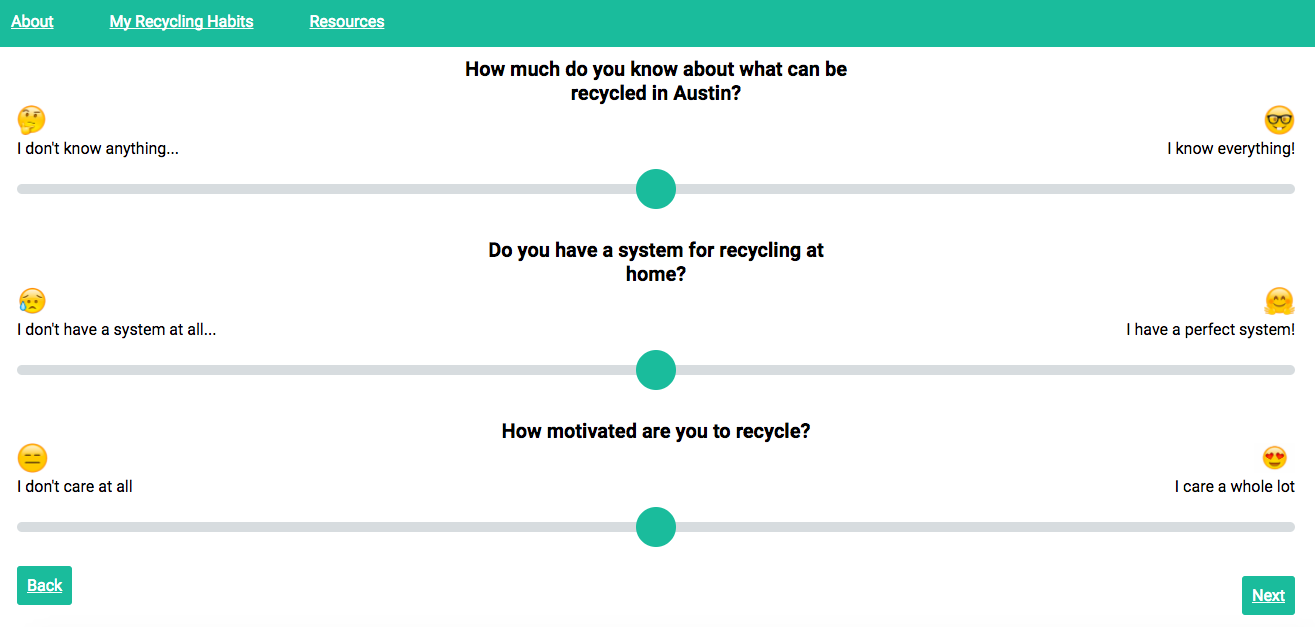 About My Recycling Habits Resources
How much do you know about what can be
recycled in Austin?
I don't know anything... I know everything!
Do you have a system for recycling at
home?
I don't have a system at all... I have a perfect system!
How motivated are you to recycle?
I don't care at all I care a whole lot
Back Next